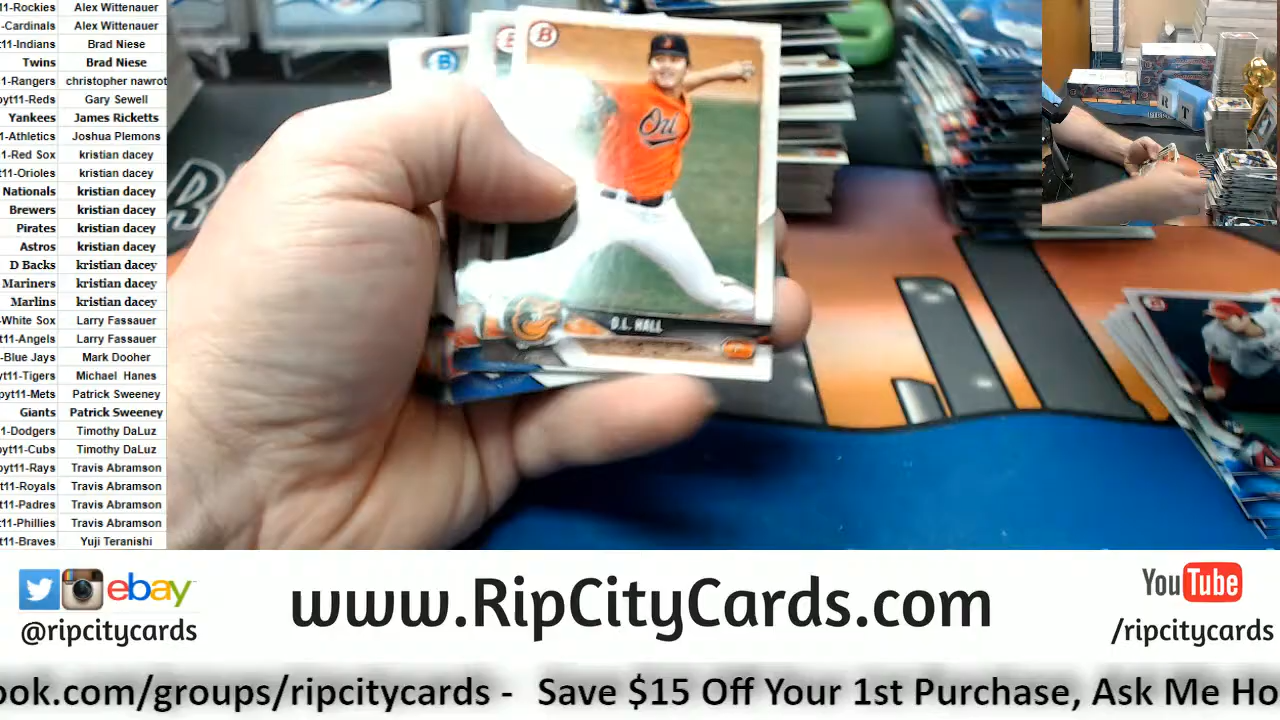 11-Rockies Alex Wittenauer
-Cardinals Alex Wittenauer
t11-Indians Brad Niese
Twins Brad Niese
1-Rangers christopher nawrot
pyt11-Reds Gary Sewell
Yankees James Ricketts
1-Athletics Joshua Plemons
11-Red Sox kristian dacey
t11-Orioles kristian dacey
Nationals kristian dacey
Brewers kristian dacey
Pirates kristian dacey
Astros kristian dacey
D Backs kristian dacey
Mariners kristian dacey
Marlins kristian dacey
-White Sox Larry Fassauer
t11-Angels Larry Fassauer
-Blue Jays Mark Dooher
yt11-Tigers Michael Hanes
pyt11-Mets Patrick Sweeney
Giants Patrick Sweeney
1-Dodgers Timothy DaLuz
yt11-Cubs Timothy DaLuz
pyt11-Rays Travis Abramson
t11-Royals Travis Abramson
t11-Padres Travis Abramson
t11-Phillies Travis Abramson
t11-Braves Yuji Teranishi
B
Ori
D.L. HALL
R T
ebay
@ripcitycards
www.RipCityCards.com
YouTube
/ripcitycards
ook.com/groups/ripcitycards - Save $15 Off Your 1st Purchase, Ask Me Ho